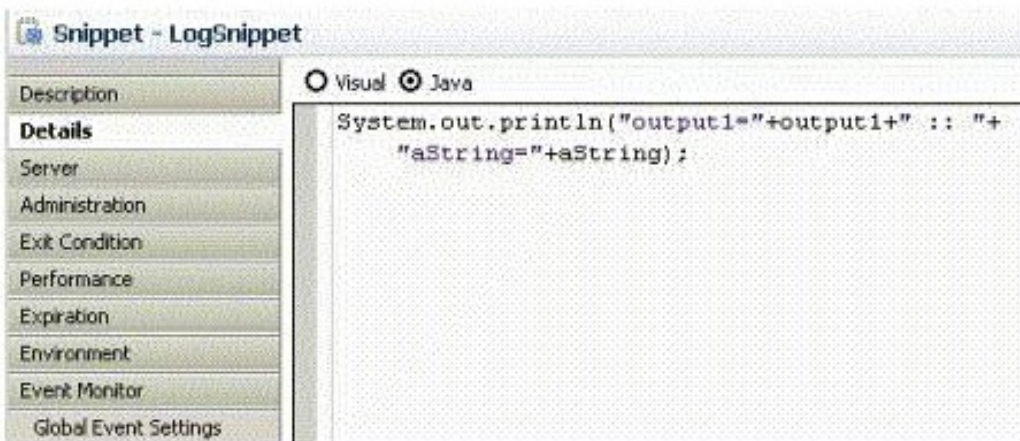 Snippet - LogSnippet
Description
Details
Server
Administration
Exit Condition
Performance
Expiration
Environment
Event Monitor
Global Event Settings
Visual Java
System.out.println("output1="+output1+" :: "+
"aString="+aString);